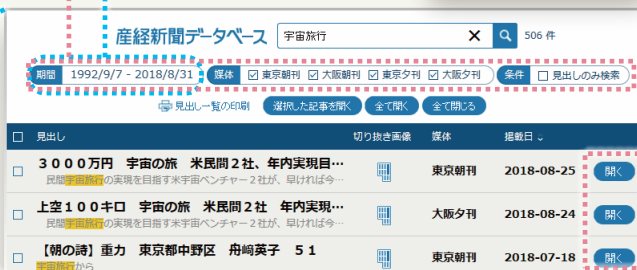 産経新聞データベース 宇宙旅行 × 506 件
期間 1992/9/7 - 2018/8/31 媒体 東京朝刊 大阪朝刊 東京夕刊 大阪夕刊 条件 見出しのみ検索
見出し一覧の印刷 選択した記事を開く 全て開く 全て閉じる
見出し 切り抜き画像 媒体 掲載日
3000万円 宇宙の旅 米民間2社、年内実現目… 東京朝刊 2018-08-25 開く
民間宇宙旅行の実現を目指す米宇宙ベンチャー2社が、早ければ今…
上空100キロ 宇宙の旅 米民間2社 年内実現… 大阪夕刊 2018-08-24 開く
民間宇宙旅行の実現を目指す米宇宙ベンチャー2社が、早ければ今…
【朝の詩】重力 東京都中野区 舟﨑英子 51 東京朝刊 2018-07-18 開く
宇宙旅行から